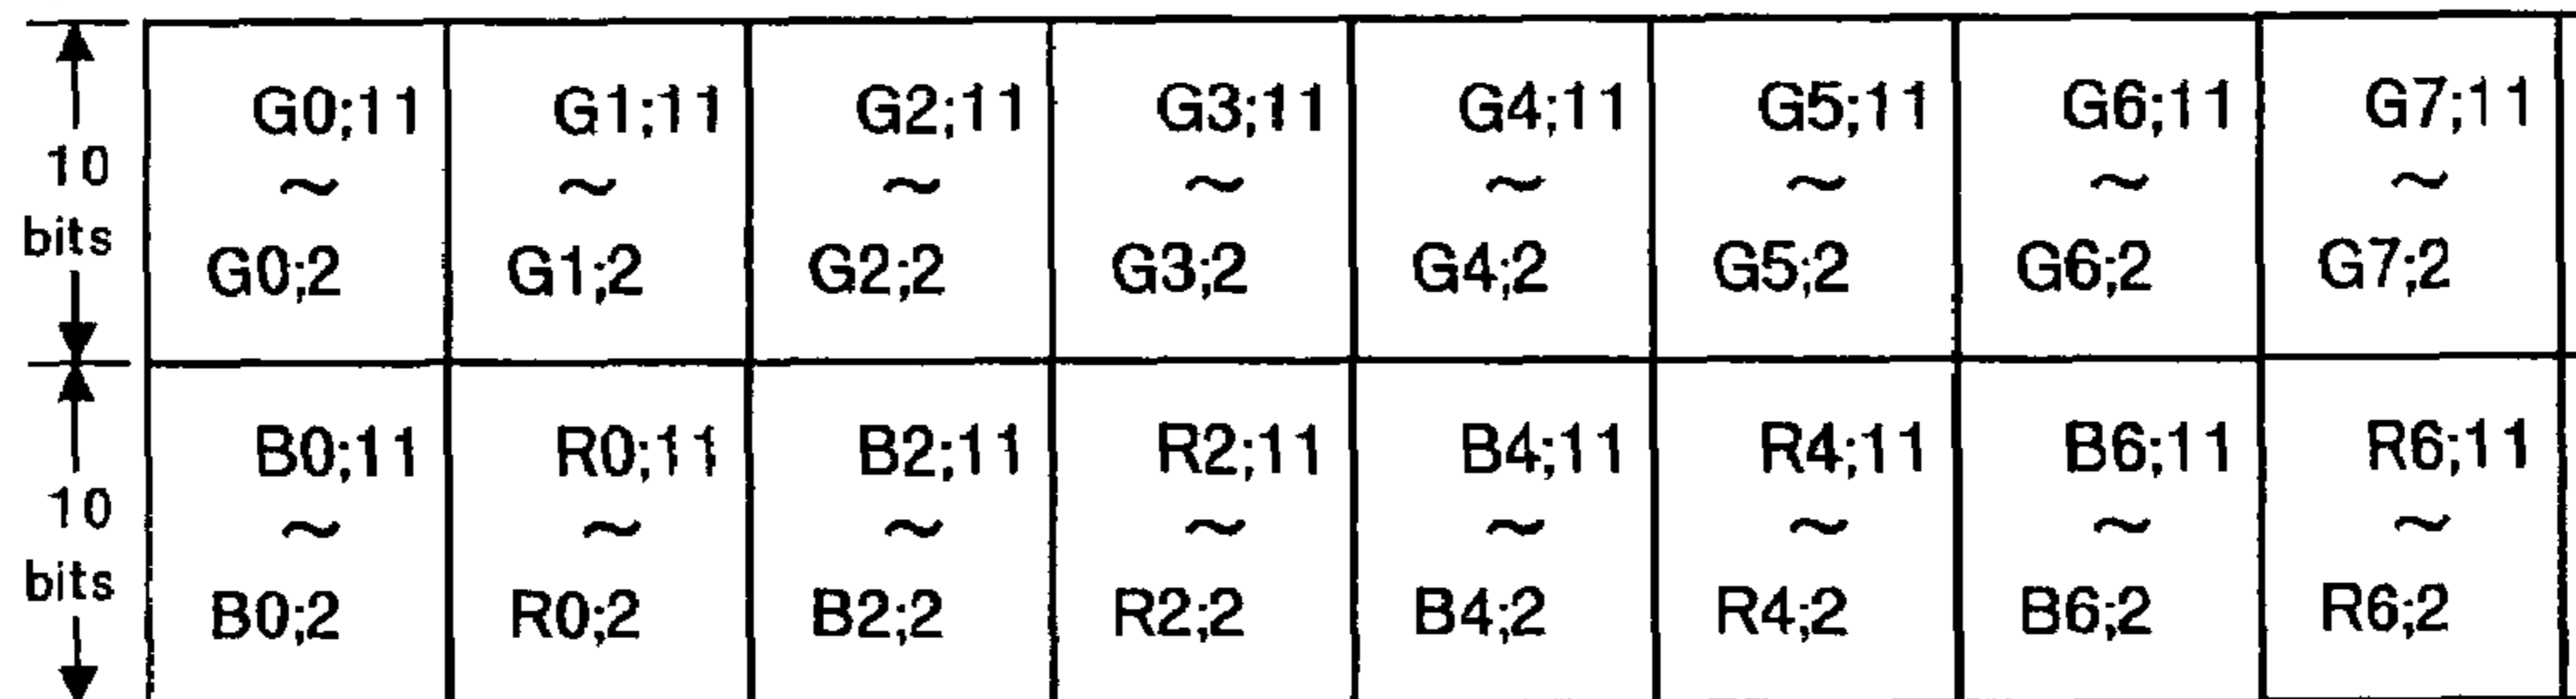 G0;11 G1;11 G2;11 G3;11 G4;11 G5;11 G6;11 G7;11
10 ~ ~ ~ ~ ~ ~ ~ ~
bits G0;2 G1;2 G2;2 G3;2 G4;2 G5;2 G6;2 G7;2
B0;11 R0;11 B2;11 R2;11 B4;11 R4;11 B6;11 R6;11
10 ~ ~ ~ ~ ~ ~ ~ ~
bits B0;2 R0;2 B2;2 R2;2 B4;2 R4;2 B6;2 R6;2